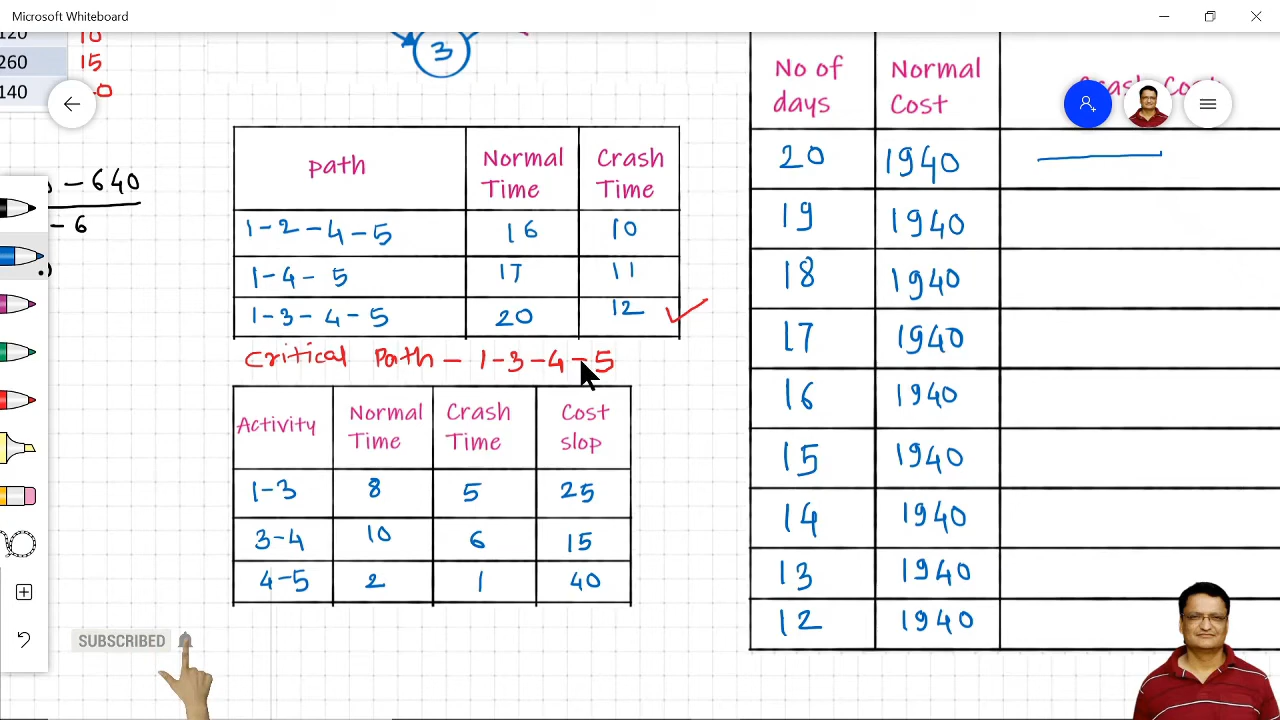 Microsoft Whiteboard
120 10
260 15
140
3
- 640
- 6
path Normal Time Crash Time
1-2-4-5 16 10
1-4-5 17 11
1-3-4-5 20 12
Critical Path - 1-3-4-5
Activity Normal Time Crash Time Cost slop
1-3 8 5 25
3-4 10 6 15
4-5 2 1 40
SUBSCRIBED
No of days Normal Cost Crash Cost
20 1940
19 1940
18 1940
17 1940
16 1940
15 1940
14 1940
13 1940
12 1940